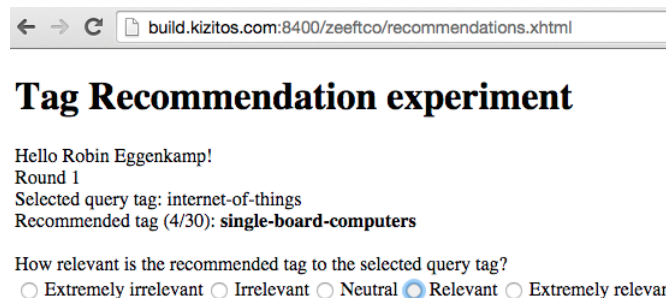 build.kizitos.com:8400/zeeftco/recommendations.xhtml
Tag Recommendation experiment
Hello Robin Eggenkamp!
Round 1
Selected query tag: internet-of-things
Recommended tag (4/30): single-board-computers
How relevant is the recommended tag to the selected query tag?
Extremely irrelevant Irrelevant Neutral Relevant Extremely relevan